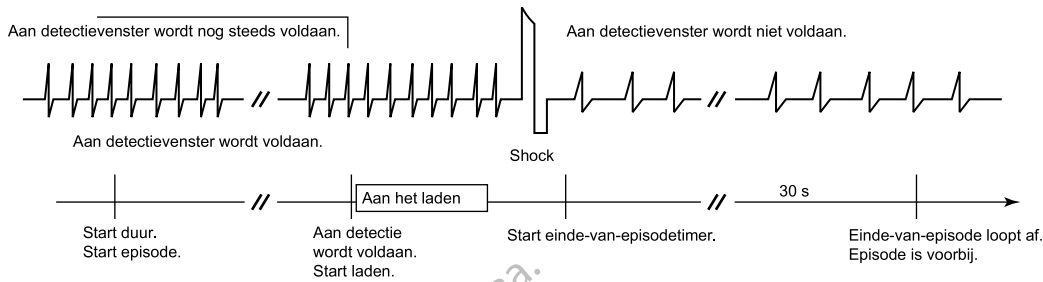 Aan detectievenster wordt nog steeds voldaan.
Aan detectievenster wordt niet voldaan.
Aan detectievenster wordt voldaan.
Shock
Aan het laden
30 s
Start duur.
Start episode.
Aan detectie
wordt voldaan.
Start laden.
Start einde-van-episodetimer.
Einde-van-episode loopt af.
Episode is voorbij.